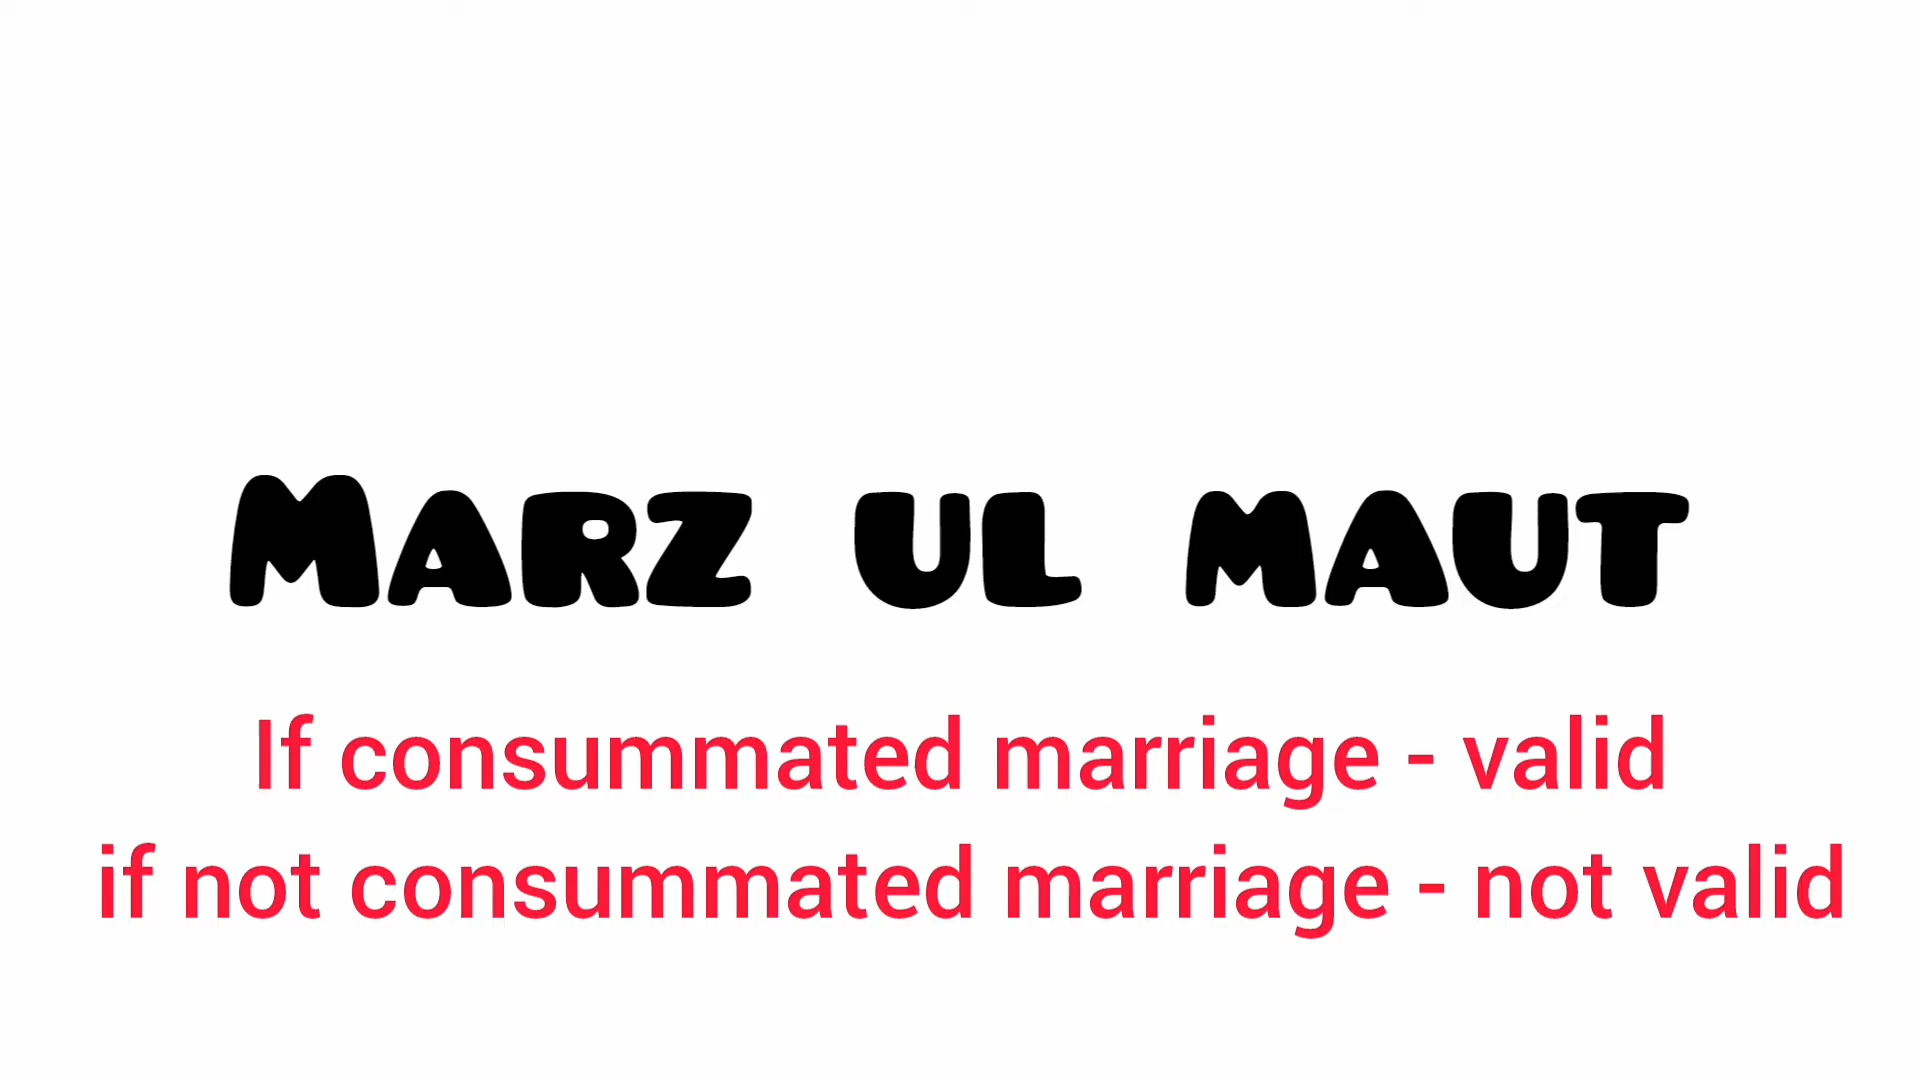 Marz ul maut
If consummated marriage - valid
if not consummated marriage - not valid